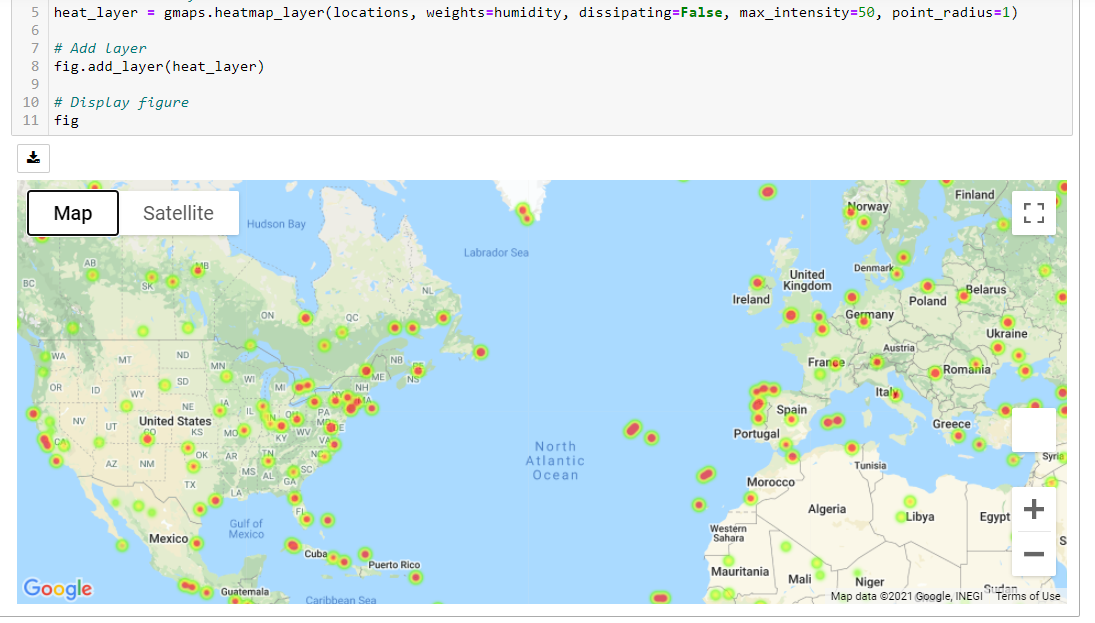 5 heat_layer = gmaps.heatmap_layer(locations, weights=humidity, dissipating=False, max_intensity=50, point_radius=1)
6
7 # Add layer
8 fig.add_layer(heat_layer)
9
10 # Display figure
11 fig
Map Satellite
Hudson Bay
Labrador Sea
Norway
Finland
AB
SK
MB
BC
ON
QC
NL
United
Kingdom
Ireland
Denmark
Belarus
Poland
Germany
Ukraine
Austria
France
Romania
Italy
WA
MT
ND
MN
OR
ID
WY
SD
WI
MI
NB
PE
NS
ME
NH
MA
NE
IA
IL
IN
OH
PA
NV
UT
CO
United States
KS
MO
KY
WV
VA
DE
CA
AZ
NM
OK
AR
TN
NC
SC
MS
AL
GA
TX
LA
FL
Spain
Portugal
Greece
Syria
Tunisia
North
Atlantic
Ocean
Morocco
Algeria
Libya
Egypt
Gulf of
Mexico
Mexico
Western
Sahara
Cuba
Puerto Rico
Mauritania
Mali
Niger
Sudan
Guatemala
Caribbean Sea
Google
Map data ©2021 Google, INEGI Terms of Use